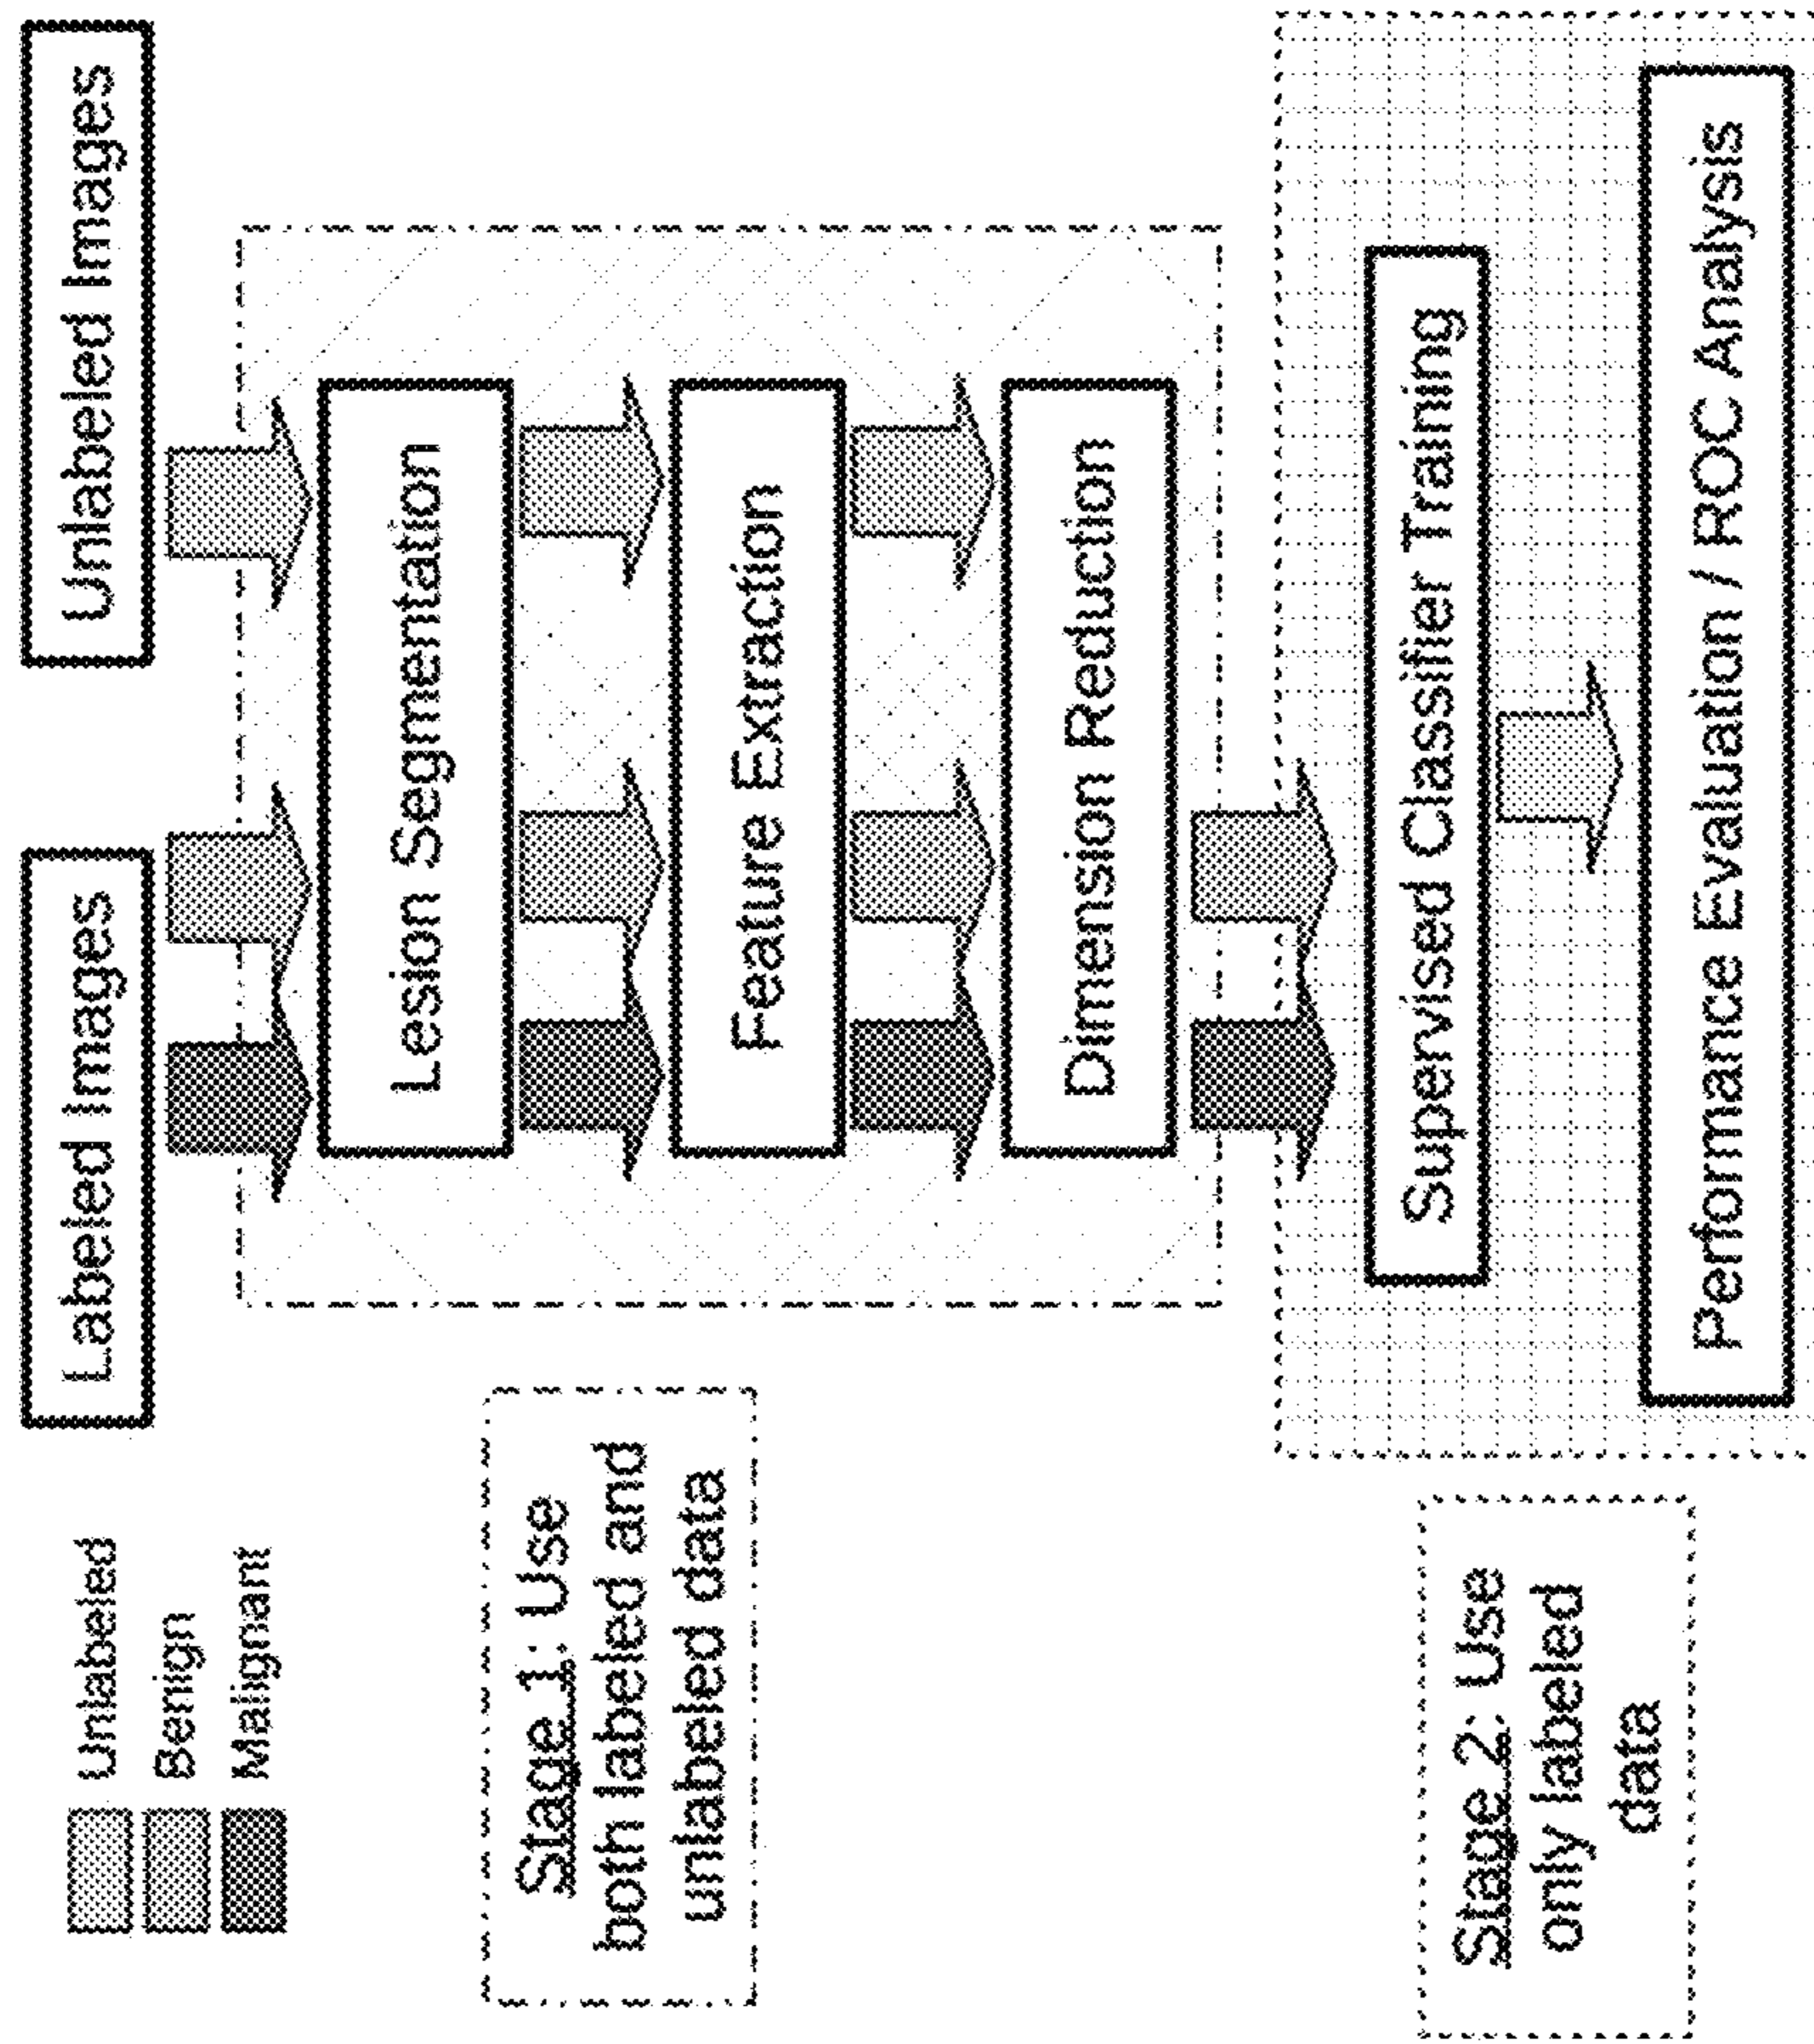 Unlabeled
Benign
Malignant
Labeled Images
Unlabeled Images
Stage 1: Use
both labeled and
unlabeled data
Lesion Segmentation
Feature Extraction
Dimension Reduction
Stage 2: Use
only labeled
data
Supervised Classifier Training
Performance Evaluation / ROC Analysis